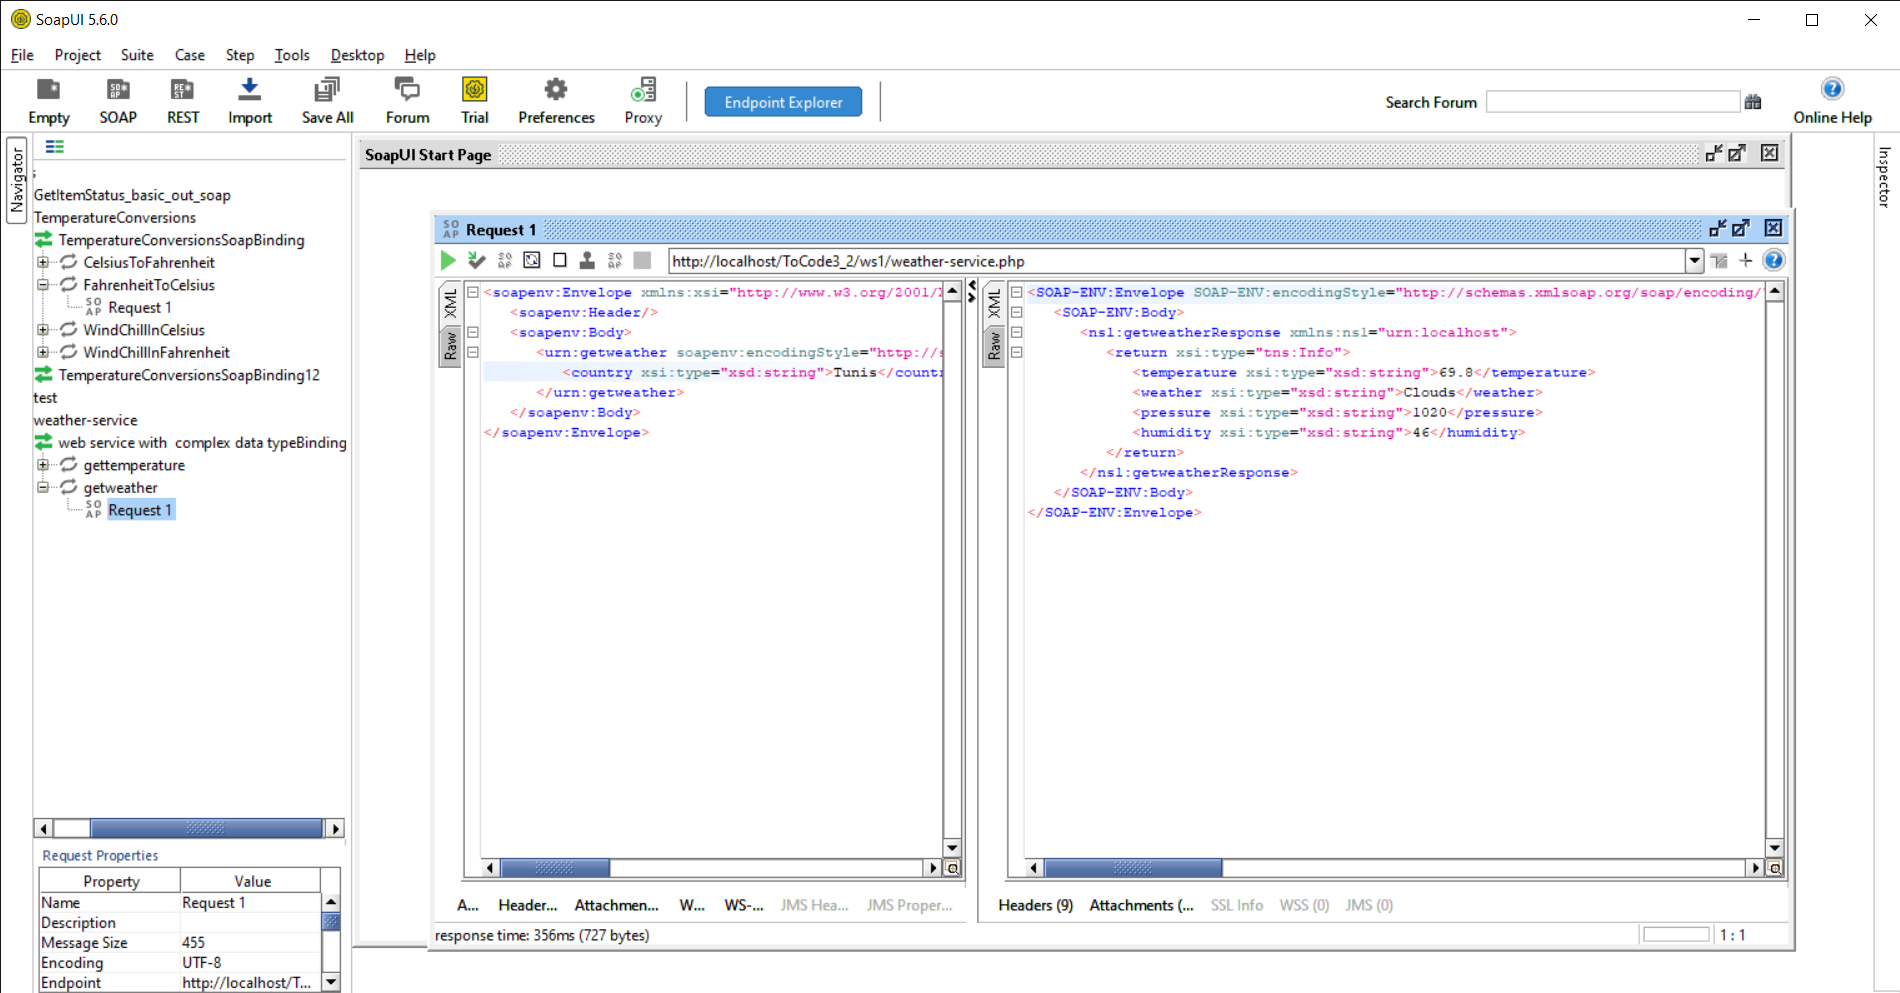 SoapUI 5.6.0
File Project Suite Case Step Tools Desktop Help
Empty SOAP REST Import Save All Forum Trial Preferences Proxy Endpoint Explorer Search Forum Online Help
Navigator
Inspector
GetItemStatus_basic_out_soap
TemperatureConversions
TemperatureConversionsSoapBinding
CelsiusToFahrenheit
FahrenheitToCelsius
Request 1
WindChillInCelsius
WindChillInFahrenheit
TemperatureConversionsSoapBinding12
test
weather-service
web service with complex data typeBinding
gettemperature
getweather
Request 1
Request Properties
Property Value
Name Request 1
Description
Message Size 455
Encoding UTF-8
Endpoint http://localhost/T...
SoapUI Start Page
SOAP Request 1
http://localhost/ToCode3_2/ws1/weather-service.php
XML
Raw
<soapenv:Envelope xmlns:xsi="http://www.w3.org/2001/
<soapenv:Header/>
<soapenv:Body>
<urn:getweather soapenv:encodingStyle="http://s
<country xsi:type="xsd:string">Tunis</countr
</urn:getweather>
</soapenv:Body>
</soapenv:Envelope>
XML
Raw
<SOAP-ENV:Envelope SOAP-ENV:encodingStyle="http://schemas.xmlsoap.org/soap/encoding/"
<SOAP-ENV:Body>
<ns1:getweatherResponse xmlns:ns1="urn:localhost">
<return xsi:type="tns:Info">
<temperature xsi:type="xsd:string">69.8</temperature>
<weather xsi:type="xsd:string">Clouds</weather>
<pressure xsi:type="xsd:string">1020</pressure>
<humidity xsi:type="xsd:string">46</humidity>
</return>
</ns1:getweatherResponse>
</SOAP-ENV:Body>
</SOAP-ENV:Envelope>
A... Header... Attachmen... W... WS-... JMS Hea... JMS Proper...
Headers (9) Attachments (... SSL Info WSS (0) JMS (0)
response time: 356ms (727 bytes)
1 : 1